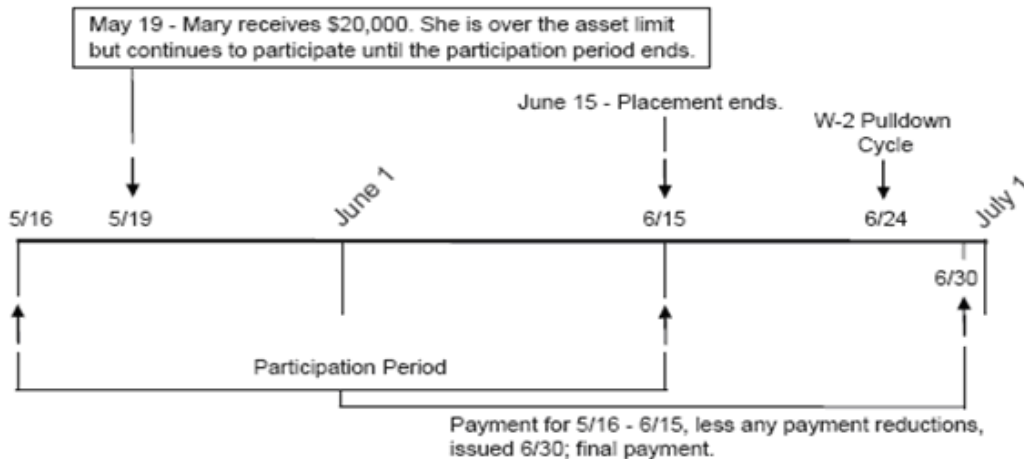 May 19 - Mary receives $20,000. She is over the asset limit
but continues to participate until the participation period ends.
June 15 - Placement ends.
W-2 Pulldown
Cycle
5/16
5/19
June 1
6/15
6/24
July 1
6/30
Participation Period
Payment for 5/16 - 6/15, less any payment reductions,
issued 6/30; final payment.